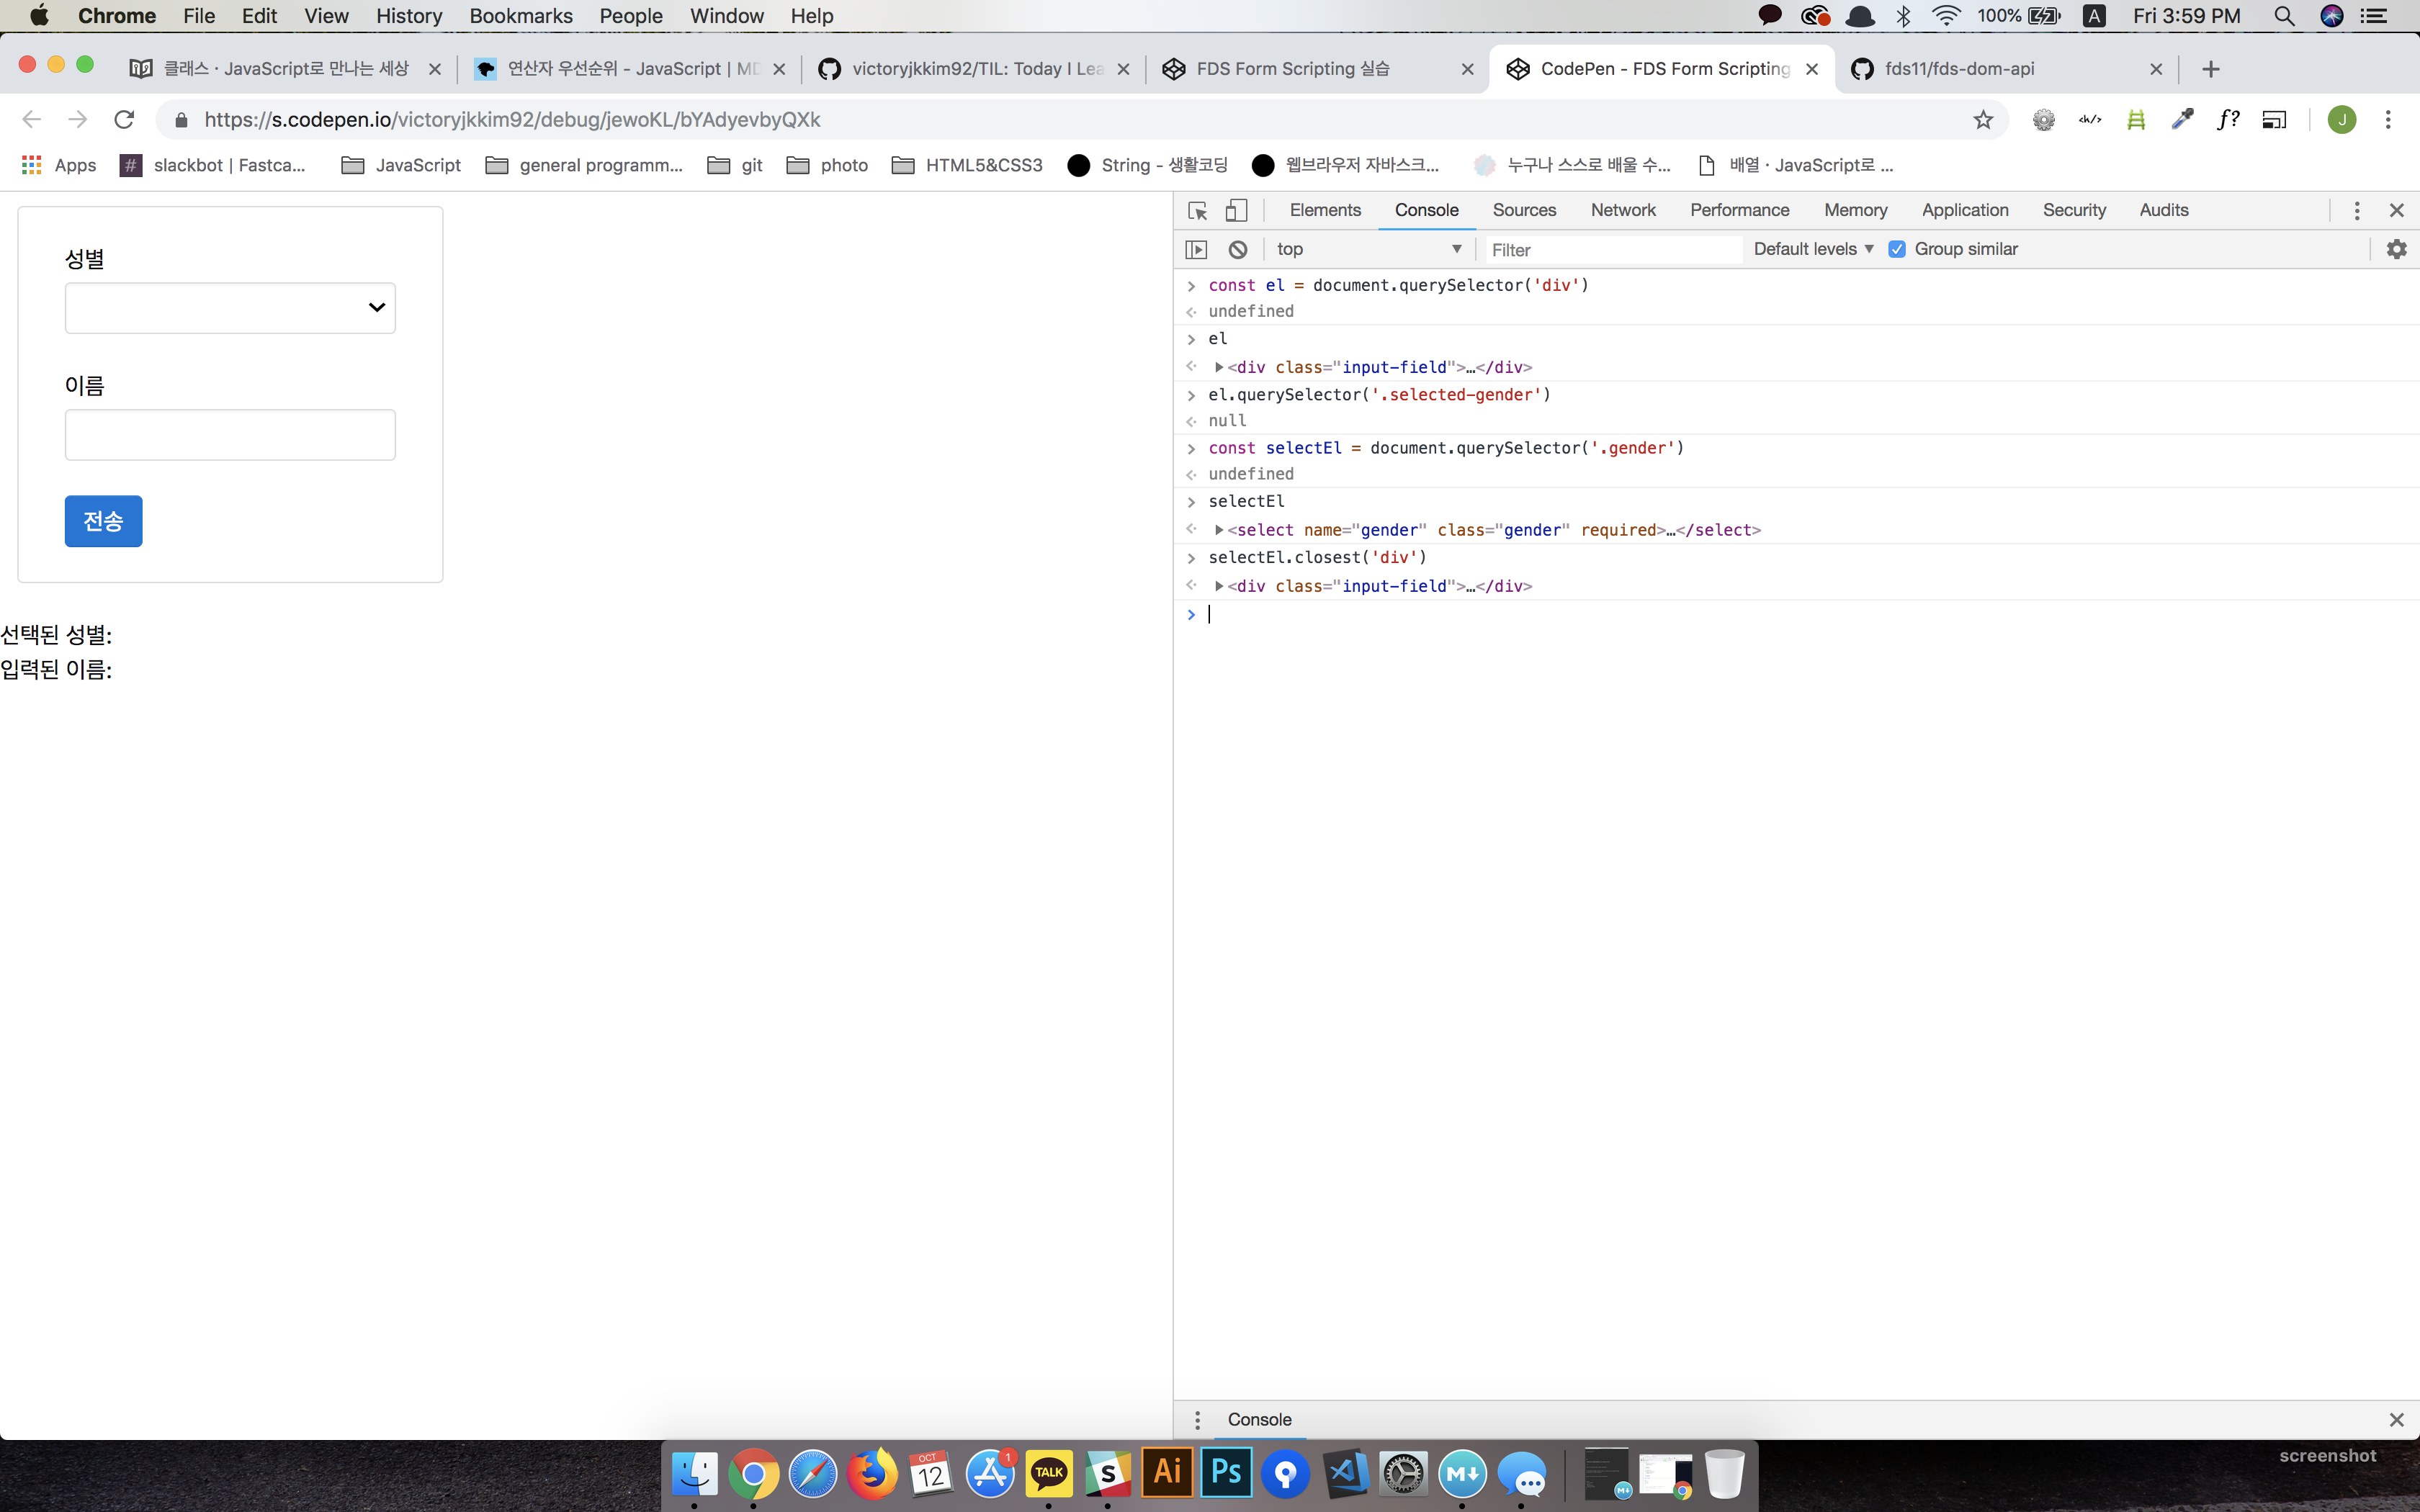 Chrome File Edit View History Bookmarks People Window Help 100% A Fri 3:59 PM
클래스 · JavaScript로 만나는 세상 연산자 우선순위 - JavaScript | MD victoryjkkim92/TIL: Today I Lea FDS Form Scripting 실습 CodePen - FDS Form Scripting fds11/fds-dom-api
https://s.codepen.io/victoryjkkim92/debug/jewoKL/bYAdyevbyQXk <h/> f? J
Apps # slackbot | Fastca... JavaScript general programm... git photo HTML5&CSS3 String - 생활코딩 웹브라우저 자바스크... 누구나 스스로 배울 수... 배열 · JavaScript로 ...
성별
이름
전송
선택된 성별:
입력된 이름:
Elements Console Sources Network Performance Memory Application Security Audits
top Filter Default levels Group similar
const el = document.querySelector('div')
undefined
el
<div class="input-field">…</div>
el.querySelector('.selected-gender')
null
const selectEl = document.querySelector('.gender')
undefined
selectEl
<select name="gender" class="gender" required>…</select>
selectEl.closest('div')
<div class="input-field">…</div>
Console
OCT 12 1 TALK S Ai Ps M
screenshot